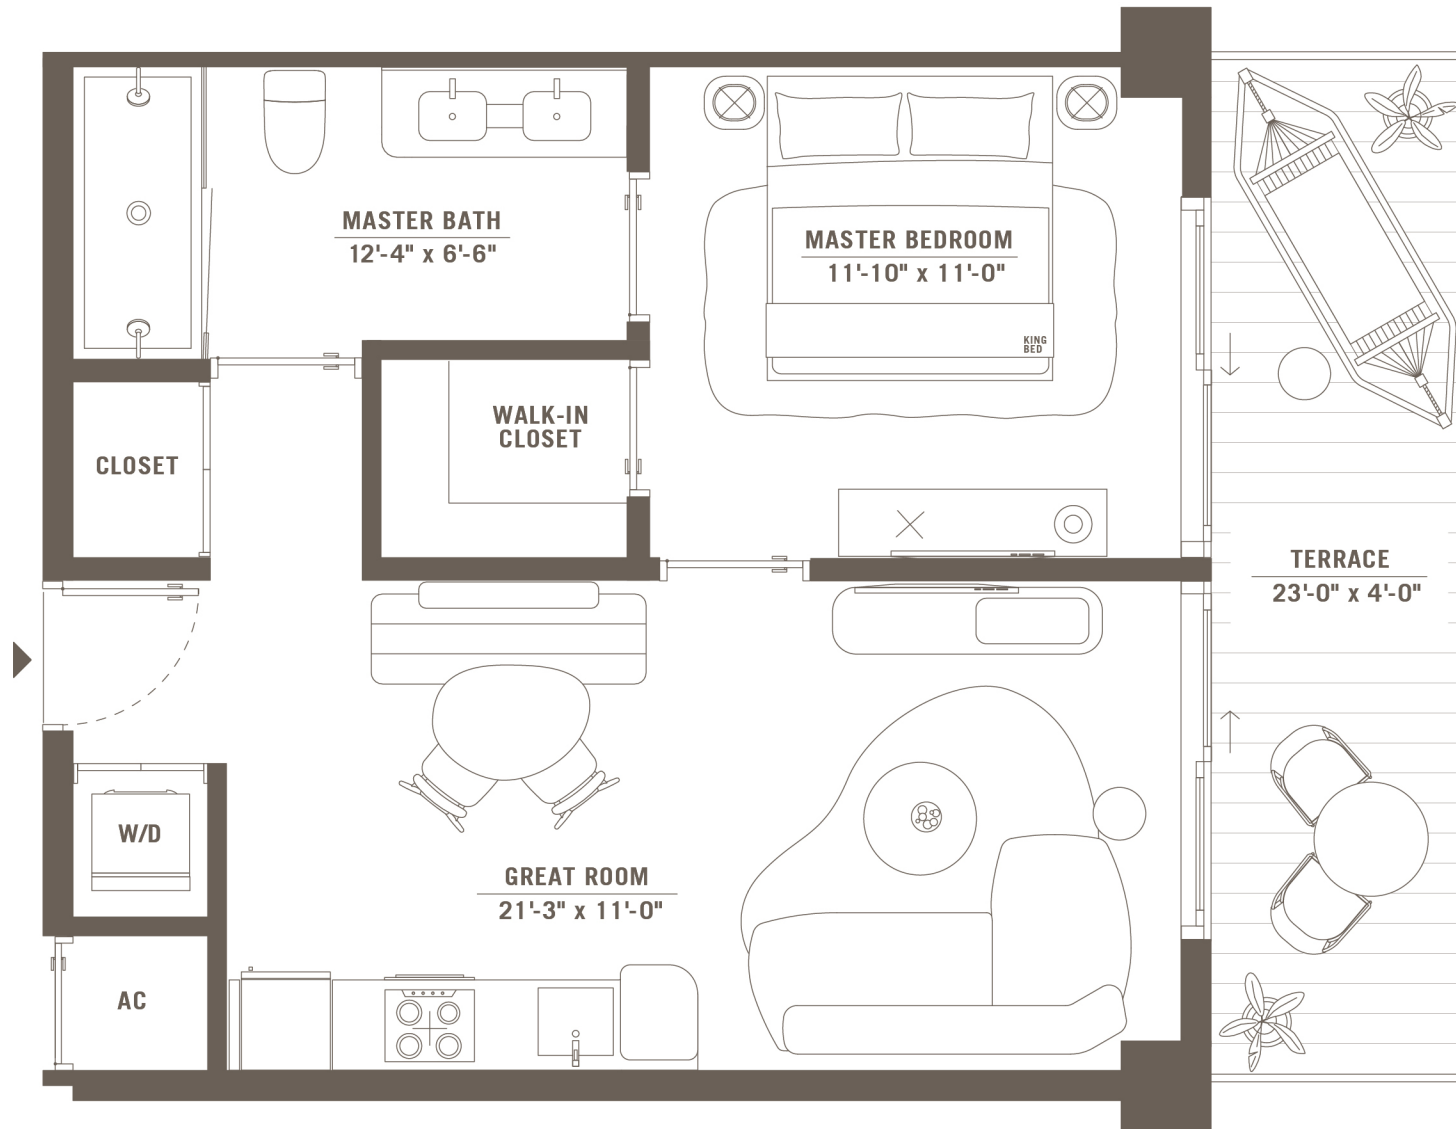 MASTER BATH
12'-4" x 6'-6"
MASTER BEDROOM
11'-10" x 11'-0"
KING
BED
WALK-IN
CLOSET
CLOSET
TERRACE
23'-0" x 4'-0"
W/D
GREAT ROOM
21'-3" x 11'-0"
AC